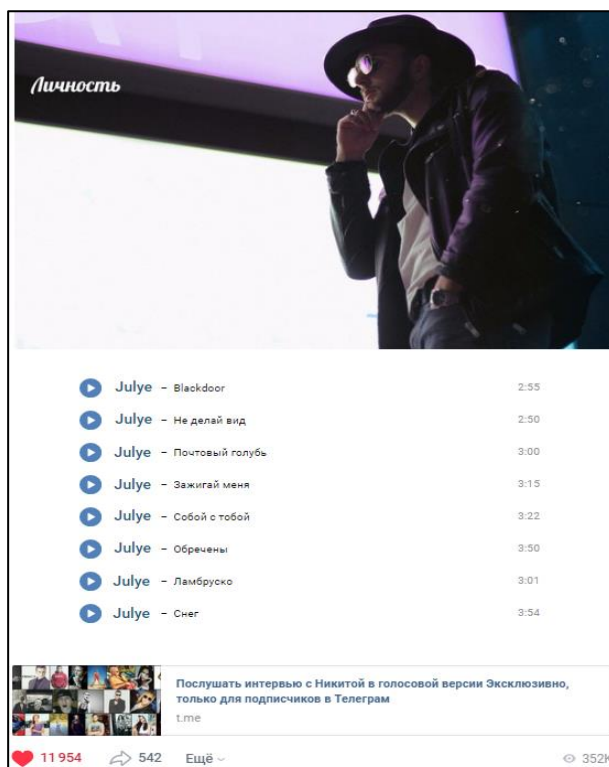 Личность
Julye – Blackdoor 2:55
Julye – Не делай вид 2:50
Julye – Почтовый голубь 3:00
Julye – Зажигай меня 3:15
Julye – Собой с тобой 3:22
Julye – Обречены 3:50
Julye – Ламбруско 3:01
Julye – Снег 3:54
Послушать интервью с Никитой в голосовой версии Эксклюзивно,
только для подписчиков в Телеграм
t.me
11 954 542 Ещё 352K